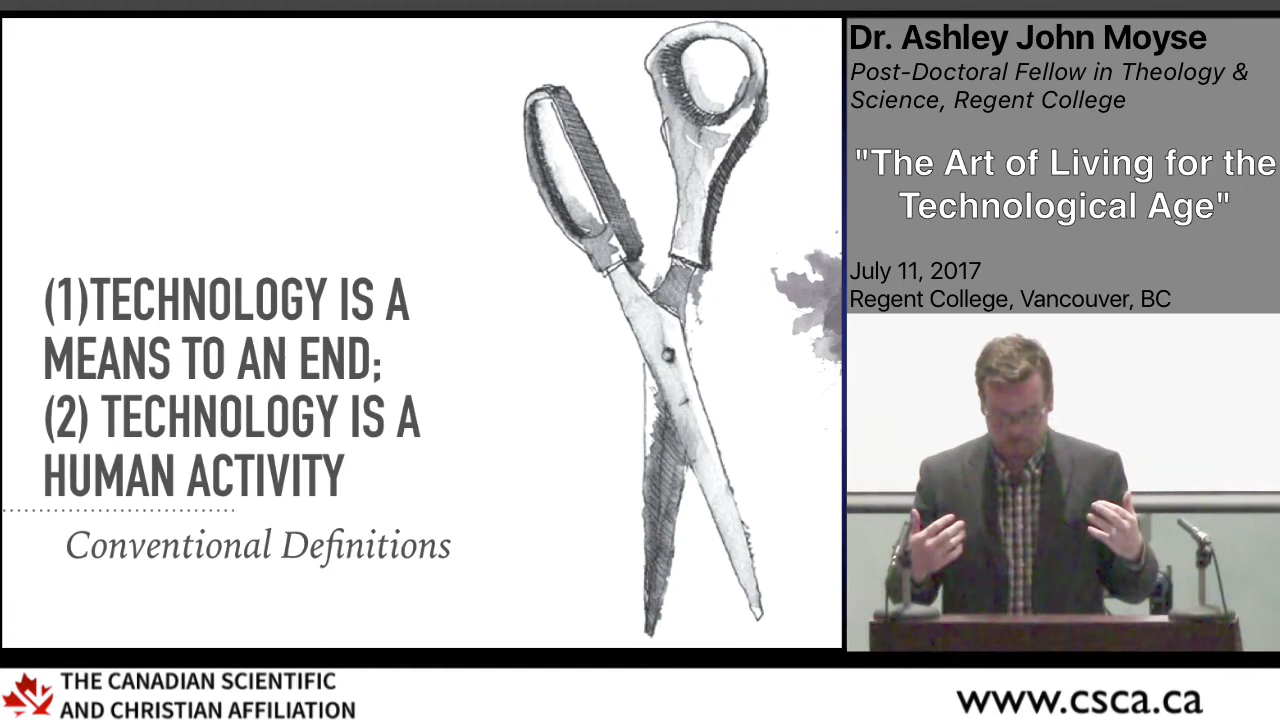 (1)TECHNOLOGY IS A
MEANS TO AN END;
(2) TECHNOLOGY IS A
HUMAN ACTIVITY
Conventional Definitions
Dr. Ashley John Moyse
Post-Doctoral Fellow in Theology &
Science, Regent College
"The Art of Living for the
Technological Age"
July 11, 2017
Regent College, Vancouver, BC
THE CANADIAN SCIENTIFIC
AND CHRISTIAN AFFILIATION
www.csca.ca